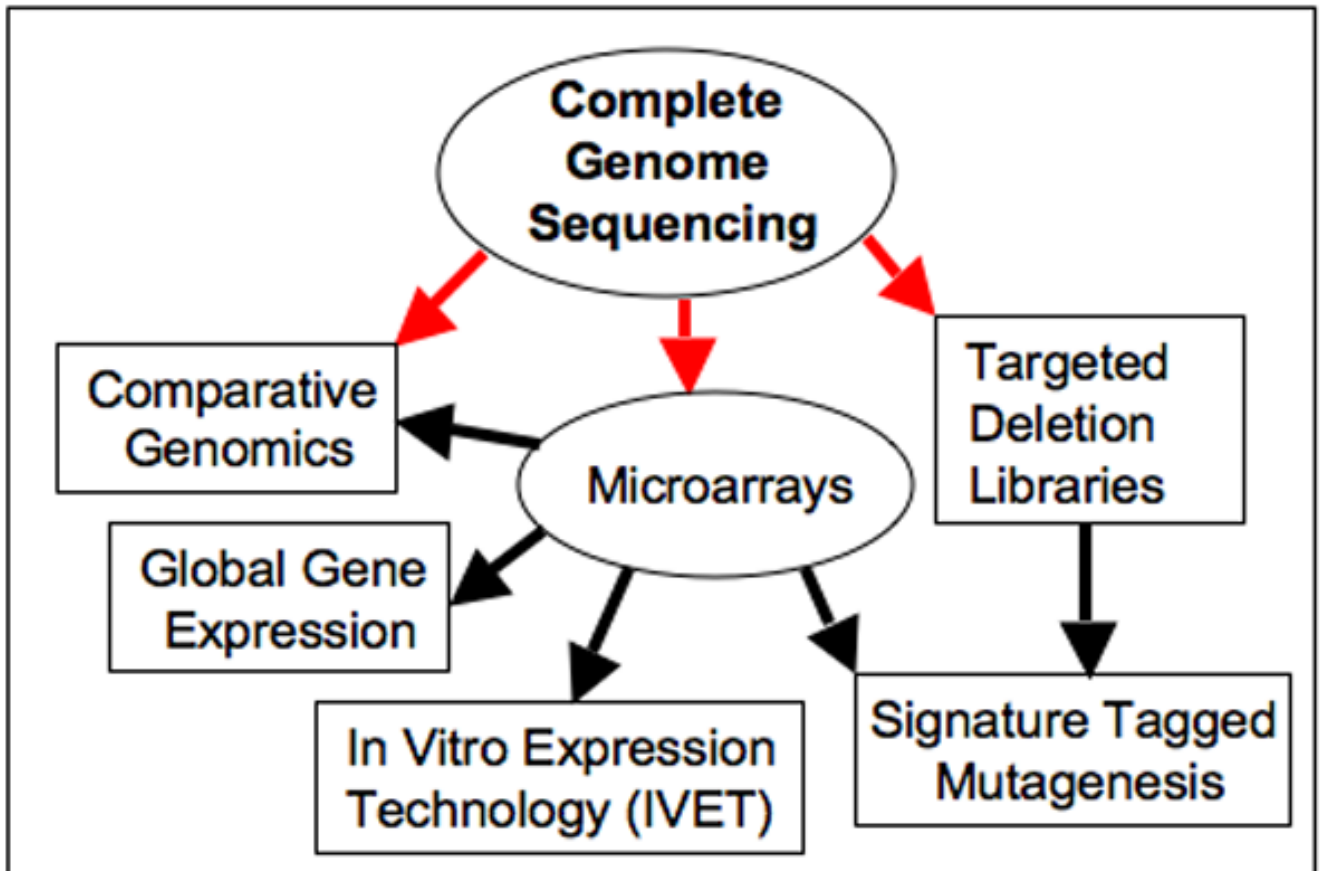 Complete
Genome
Sequencing
Comparative
Genomics
Targeted
Deletion
Libraries
Microarrays
Global Gene
Expression
In Vitro Expression
Technology (IVET)
Signature Tagged
Mutagenesis